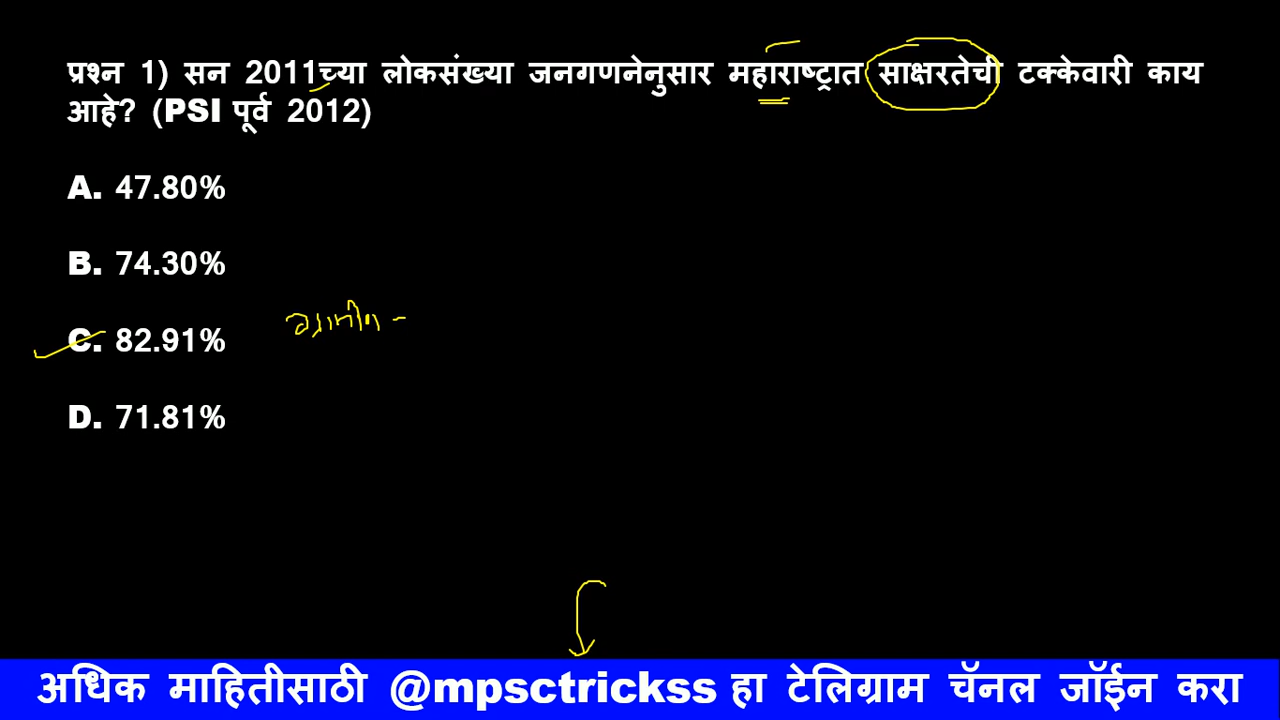 प्रश्न 1) सन 2011च्या लोकसंख्या जनगणनेनुसार महाराष्ट्रात साक्षरतेची टक्केवारी काय
आहे? (PSI पूर्व 2012)
A. 47.80%
B. 74.30%
ग्रामीण -
C. 82.91%
D. 71.81%
अधिक माहितीसाठी @mpsctrickss हा टेलिग्राम चॅनल जॉईन करा